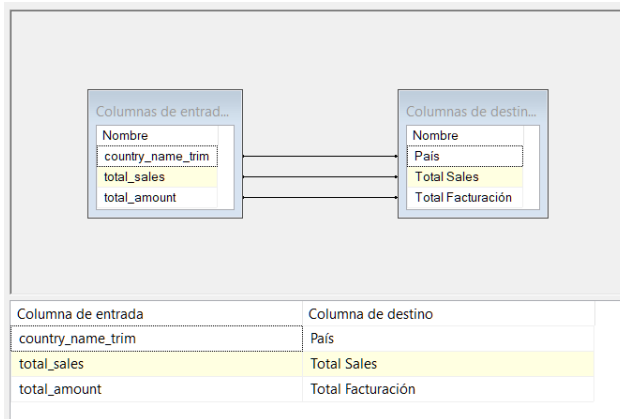 Columnas de entrad...
Nombre
country_name_trim
total_sales
total_amount
Columnas de destin...
Nombre
País
Total Sales
Total Facturación
Columna de entrada Columna de destino
country_name_trim País
total_sales Total Sales
total_amount Total Facturación